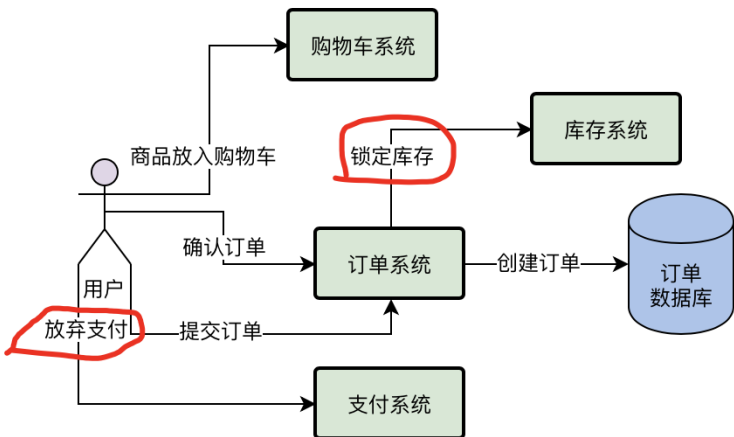 购物车系统
库存系统
商品放入购物车
锁定库存
确认订单
订单系统
创建订单
订单
数据库
用户
放弃支付
提交订单
支付系统